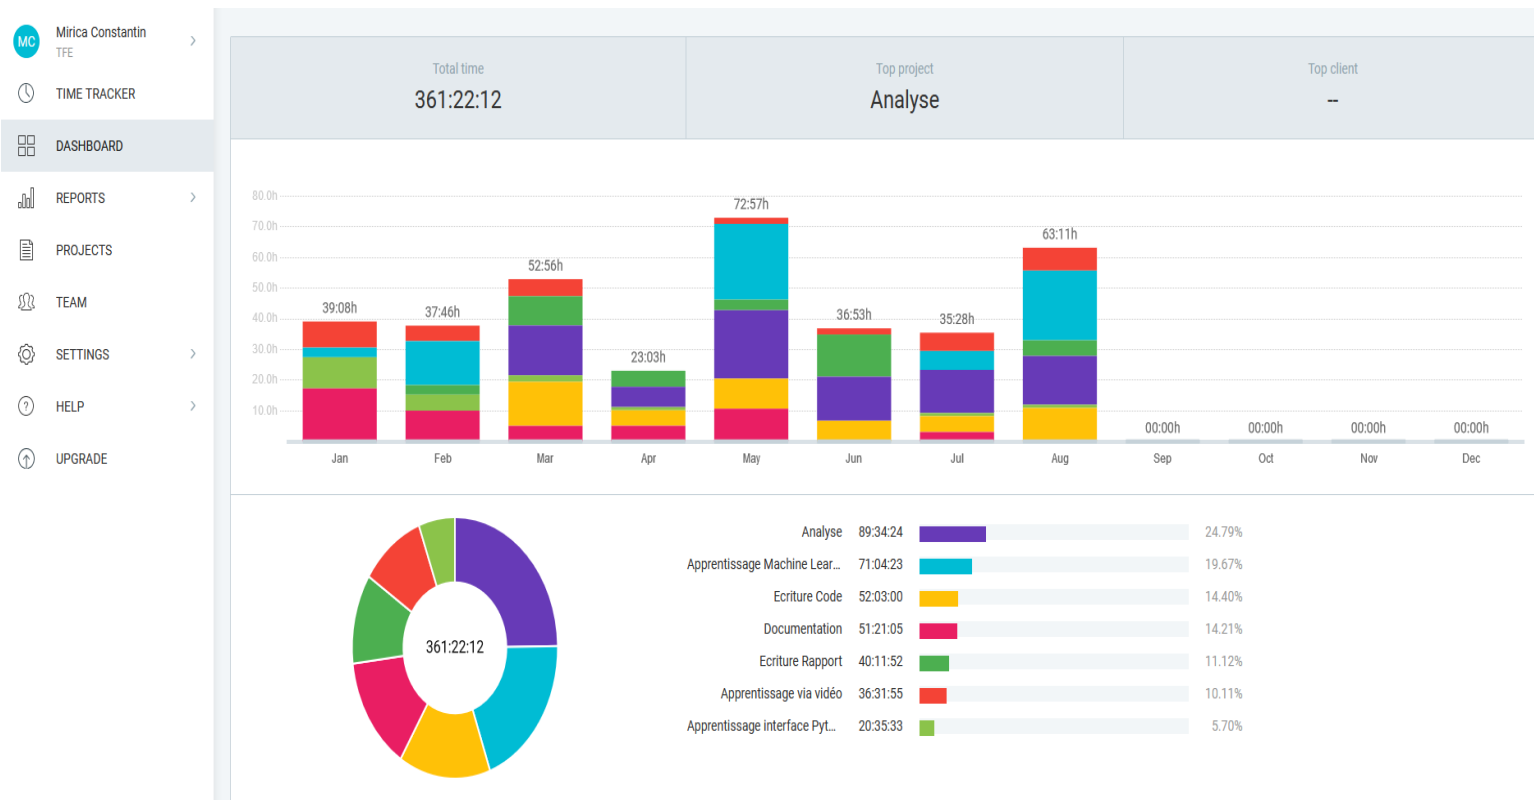 MC
Mirica Constantin
TFE
TIME TRACKER
DASHBOARD
REPORTS
PROJECTS
TEAM
SETTINGS
HELP
UPGRADE
Total time
361:22:12
Top project
Analyse
Top client
--
80.0h
70.0h
60.0h
50.0h
40.0h
30.0h
20.0h
10.0h
39:08h
37:46h
52:56h
23:03h
72:57h
36:53h
35:28h
63:11h
00:00h
00:00h
00:00h
00:00h
Jan Feb Mar Apr May Jun Jul Aug Sep Oct Nov Dec
361:22:12
Analyse 89:34:24 24.79%
Apprentissage Machine Lear... 71:04:23 19.67%
Ecriture Code 52:03:00 14.40%
Documentation 51:21:05 14.21%
Ecriture Rapport 40:11:52 11.12%
Apprentissage via vidéo 36:31:55 10.11%
Apprentissage interface Pyt... 20:35:33 5.70%